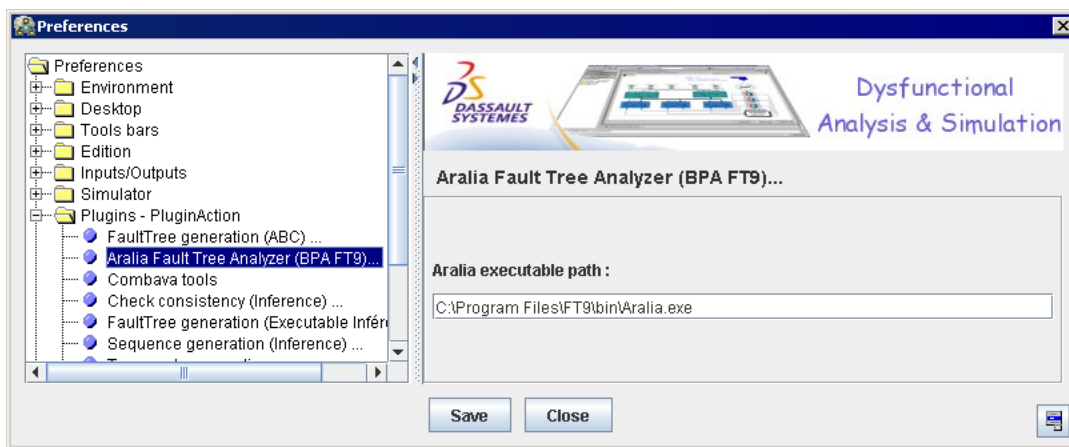 Preferences
Preferences
Environment
Desktop
Tools bars
Edition
Inputs/Outputs
Simulator
Plugins - PluginAction
FaultTree generation (ABC) ...
Aralia Fault Tree Analyzer (BPA FT9)...
Combava tools
Check consistency (Inference) ...
FaultTree generation (Executable Infér
Sequence generation (Inference) ...
DASSAULT
SYSTEMES
Dysfunctional
Analysis & Simulation
Aralia Fault Tree Analyzer (BPA FT9)...
Aralia executable path :
C:\Program Files\FT9\bin\Aralia.exe
Save
Close